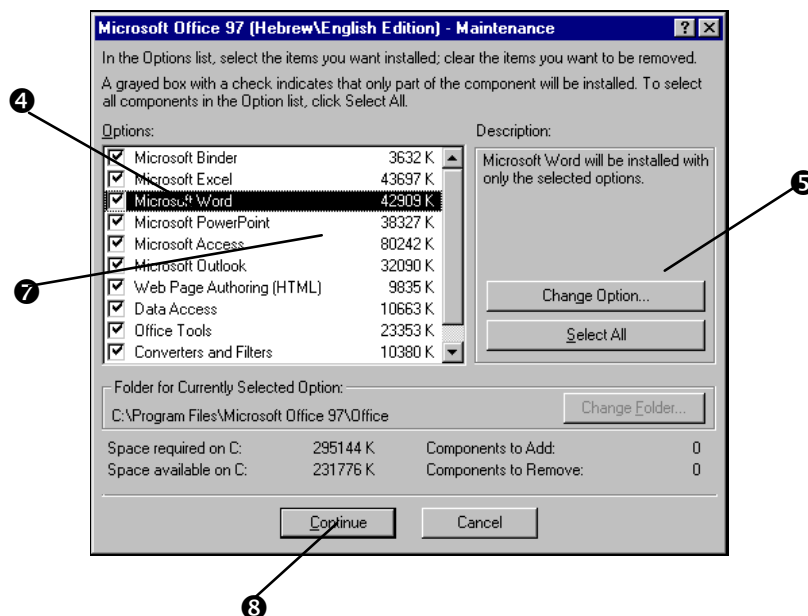 Microsoft Office 97 (Hebrew\English Edition) - Maintenance
In the Options list, select the items you want installed; clear the items you want to be removed.
A grayed box with a check indicates that only part of the component will be installed. To select
all components in the Option list, click Select All.
❹
Options:
Description:
Microsoft Binder 3632 K
Microsoft Excel 43697 K
Microsoft Word 42909 K
Microsoft PowerPoint 38327 K
Microsoft Access 80242 K
Microsoft Outlook 32090 K
Web Page Authoring (HTML) 9835 K
Data Access 10663 K
Office Tools 23353 K
Converters and Filters 10380 K
Microsoft Word will be installed with
only the selected options.
❺
❼
Change Option...
Select All
Folder for Currently Selected Option:
C:\Program Files\Microsoft Office 97\Office
Change Folder...
Space required on C: 295144 K Components to Add: 0
Space available on C: 231776 K Components to Remove: 0
Continue
Cancel
❽